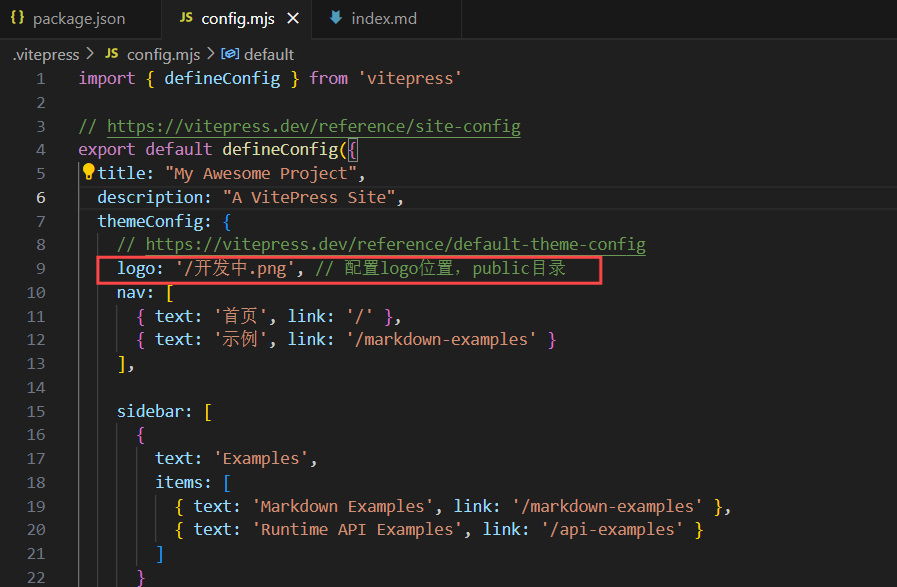 {} package.json JS config.mjs × index.md
.vitepress > JS config.mjs > default
1 import { defineConfig } from 'vitepress'
2
3 // https://vitepress.dev/reference/site-config
4 export default defineConfig({
5 title: "My Awesome Project",
6 description: "A VitePress Site",
7 themeConfig: {
8 // https://vitepress.dev/reference/default-theme-config
9 logo: '/开发中.png', // 配置logo位置，public目录
10 nav: [
11 { text: '首页', link: '/' },
12 { text: '示例', link: '/markdown-examples' }
13 ],
14
15 sidebar: [
16 {
17 text: 'Examples',
18 items: [
19 { text: 'Markdown Examples', link: '/markdown-examples' },
20 { text: 'Runtime API Examples', link: '/api-examples' }
21 ]
22 }